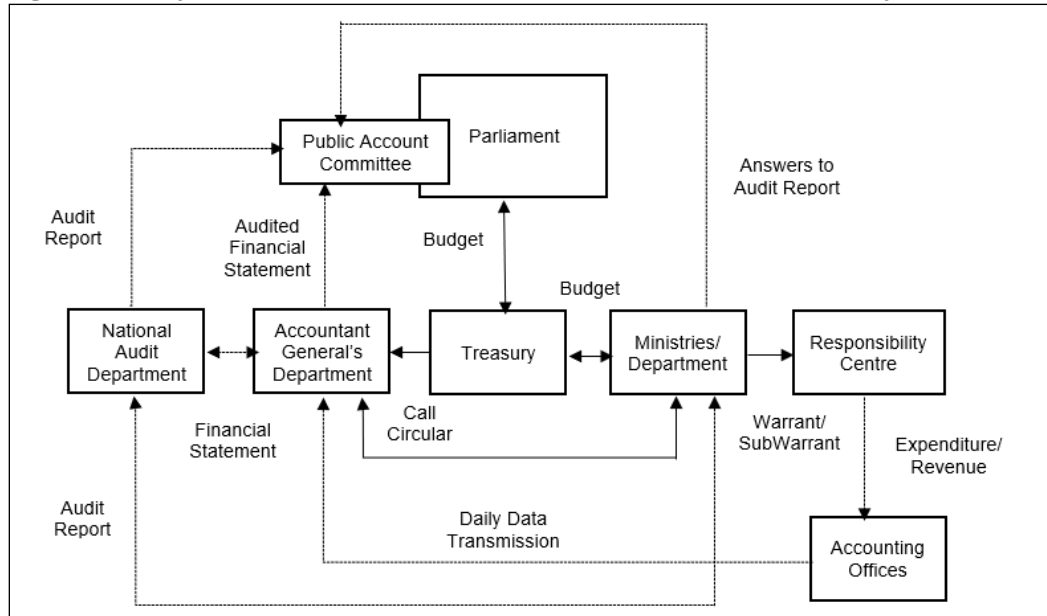 Public Account
Committee
Parliament
Answers to
Audit Report
Audit
Report
Audited
Financial
Statement
Budget
Budget
National
Audit
Department
Accountant
General's
Department
Treasury
Ministries/
Department
Responsibility
Centre
Financial
Statement
Call
Circular
Warrant/
SubWarrant
Expenditure/
Revenue
Audit
Report
Daily Data
Transmission
Accounting
Offices